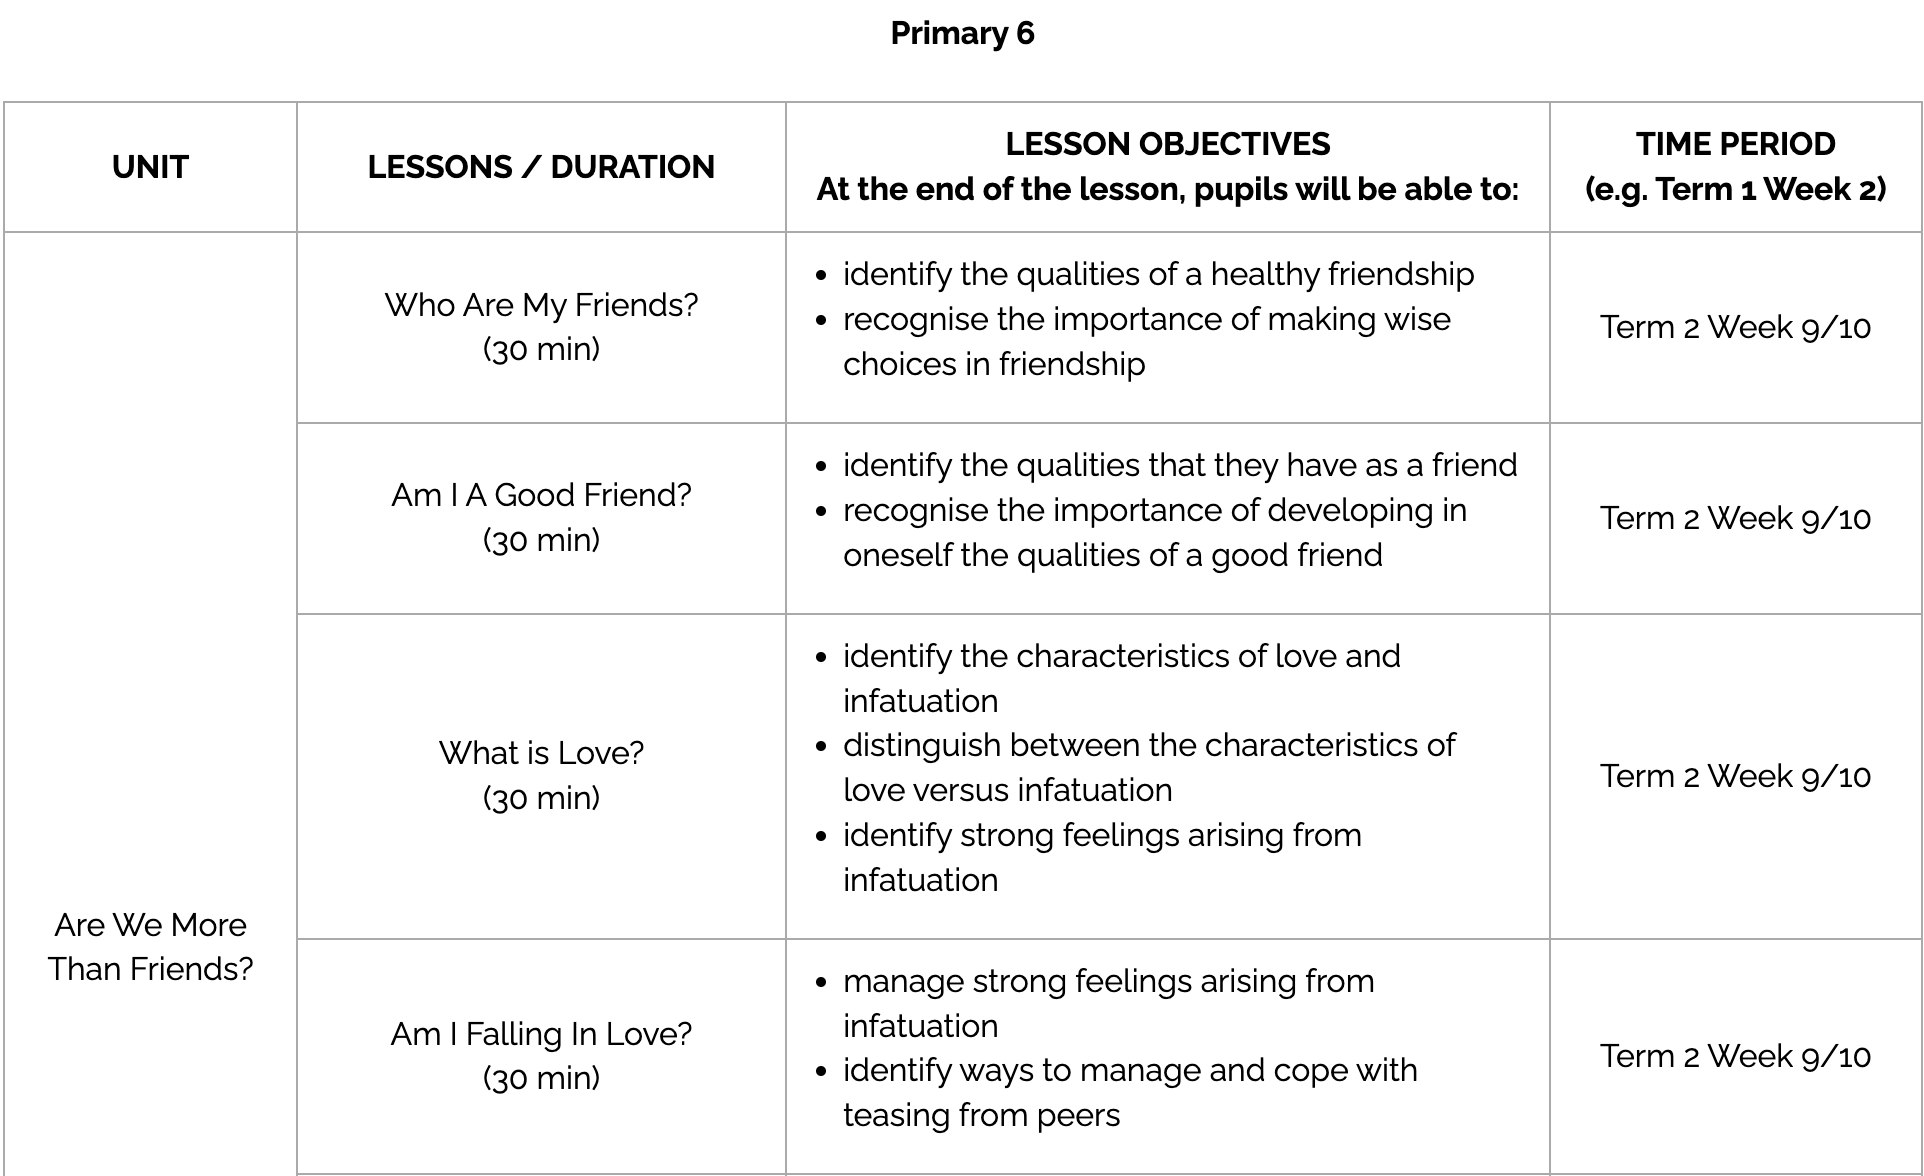 Primary 6
UNIT
LESSONS / DURATION
LESSON OBJECTIVES
At the end of the lesson, pupils will be able to:
TIME PERIOD
(e.g. Term 1 Week 2)
Are We More
Than Friends?
Who Are My Friends?
(30 min)
• identify the qualities of a healthy friendship
• recognise the importance of making wise
choices in friendship
Term 2 Week 9/10
Am I A Good Friend?
(30 min)
• identify the qualities that they have as a friend
• recognise the importance of developing in
oneself the qualities of a good friend
Term 2 Week 9/10
What is Love?
(30 min)
• identify the characteristics of love and
infatuation
• distinguish between the characteristics of
love versus infatuation
• identify strong feelings arising from
infatuation
Term 2 Week 9/10
Am I Falling In Love?
(30 min)
• manage strong feelings arising from
infatuation
• identify ways to manage and cope with
teasing from peers
Term 2 Week 9/10